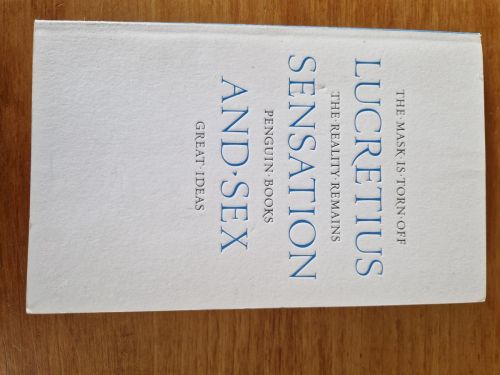 THE·MASK·IS·TORN·OFF
LUCRETIUS
THE·REALITY·REMAINS
SENSATION
PENGUIN·BOOKS
AND·SEX
GREAT·IDEAS